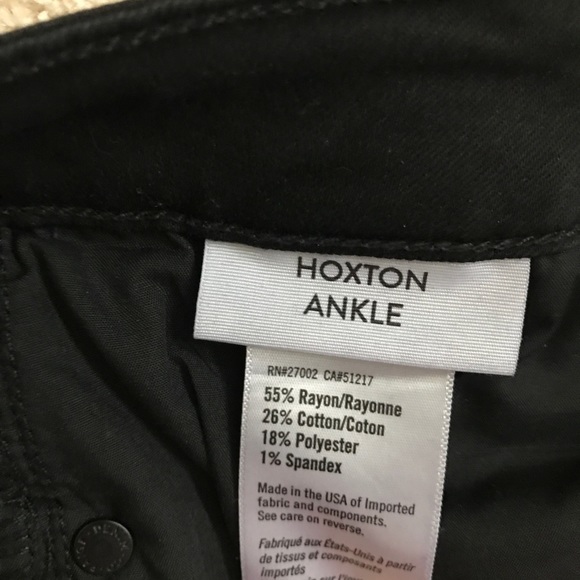 HOXTON
ANKLE
RN#27002 CA#51217
55% Rayon/Rayonne
26% Cotton/Coton
18% Polyester
1% Spandex
Made in the USA of Imported
fabric and components.
See care on reverse.
Fabriqué aux États-Unis à partir
de tissus et composants
importés